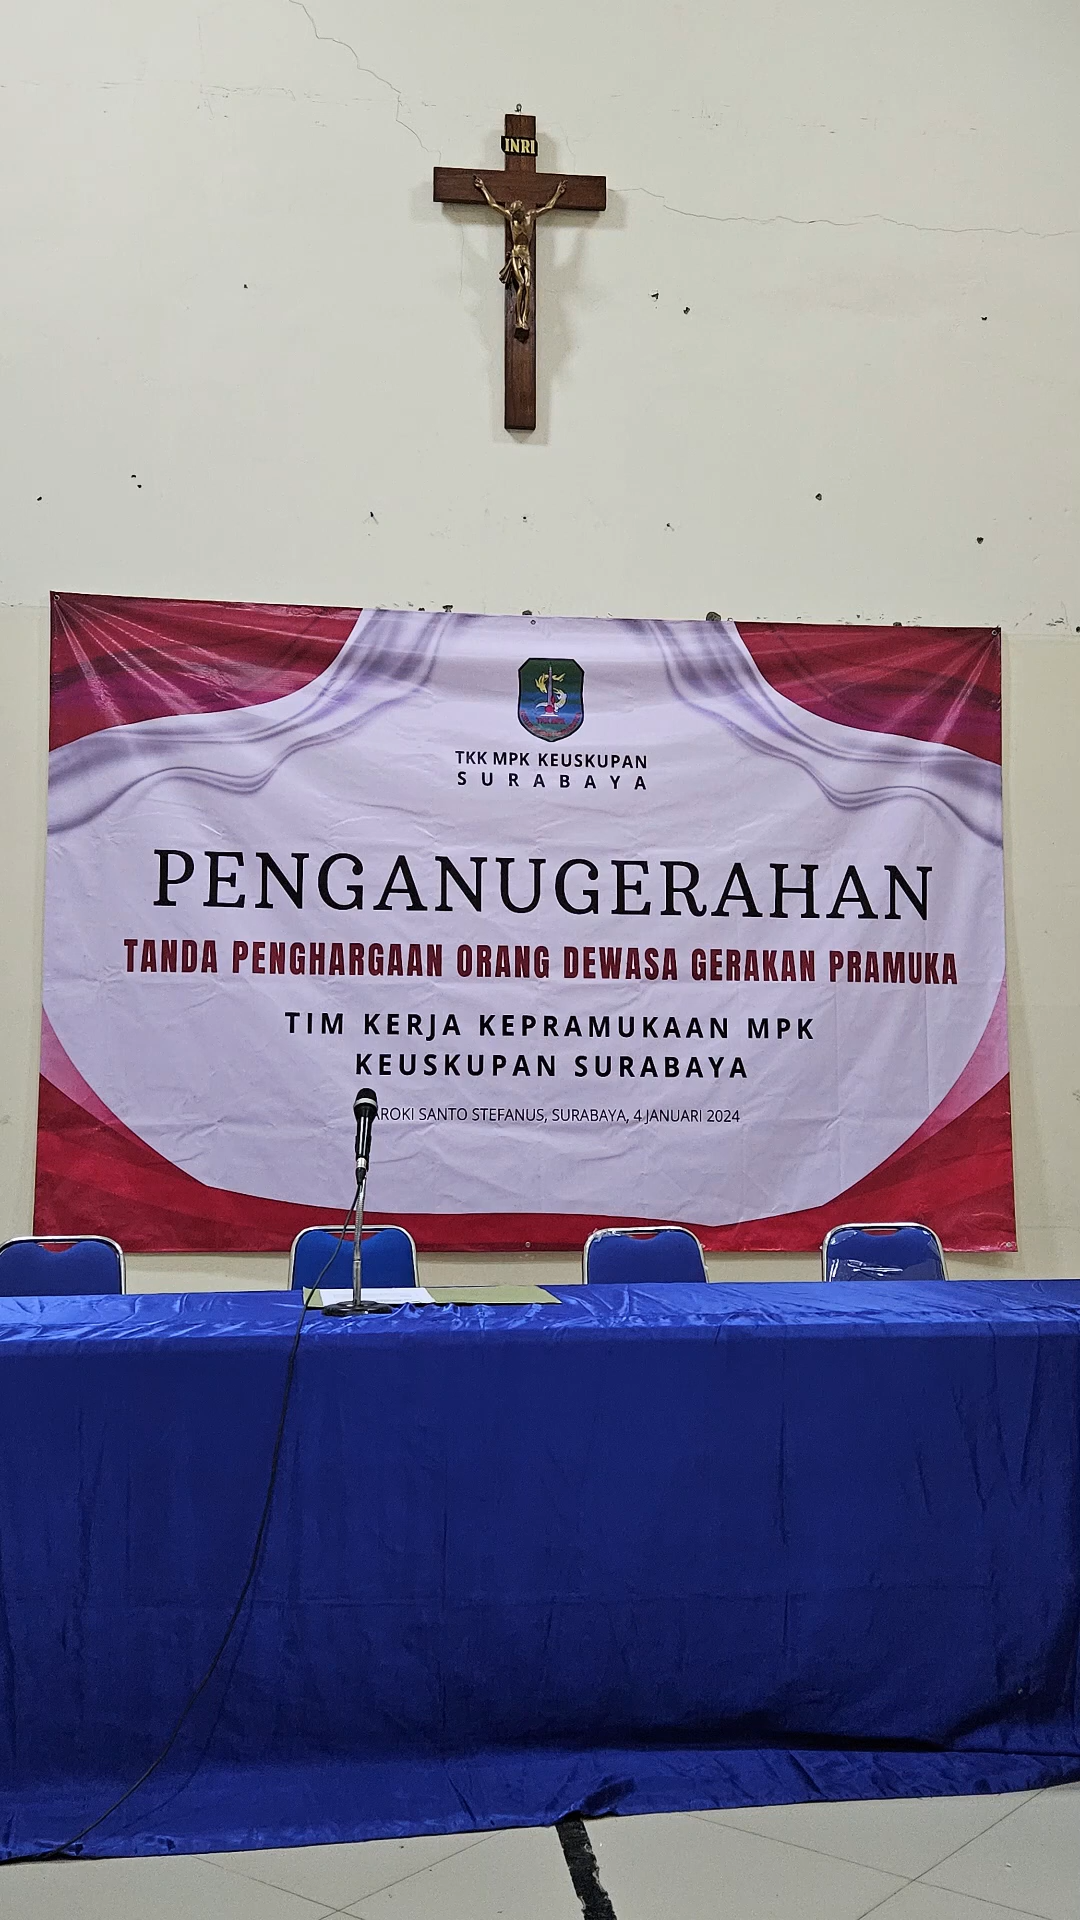 INRI
TKK MPK KEUSKUPAN
SURABAYA
PENGANUGERAHAN
TANDA PENGHARGAAN ORANG DEWASA GERAKAN PRAMUKA
TIM KERJA KEPRAMUKAAN MPK
KEUSKUPAN SURABAYA
AROKI SANTO STEFANUS, SURABAYA, 4 JANUARI 2024